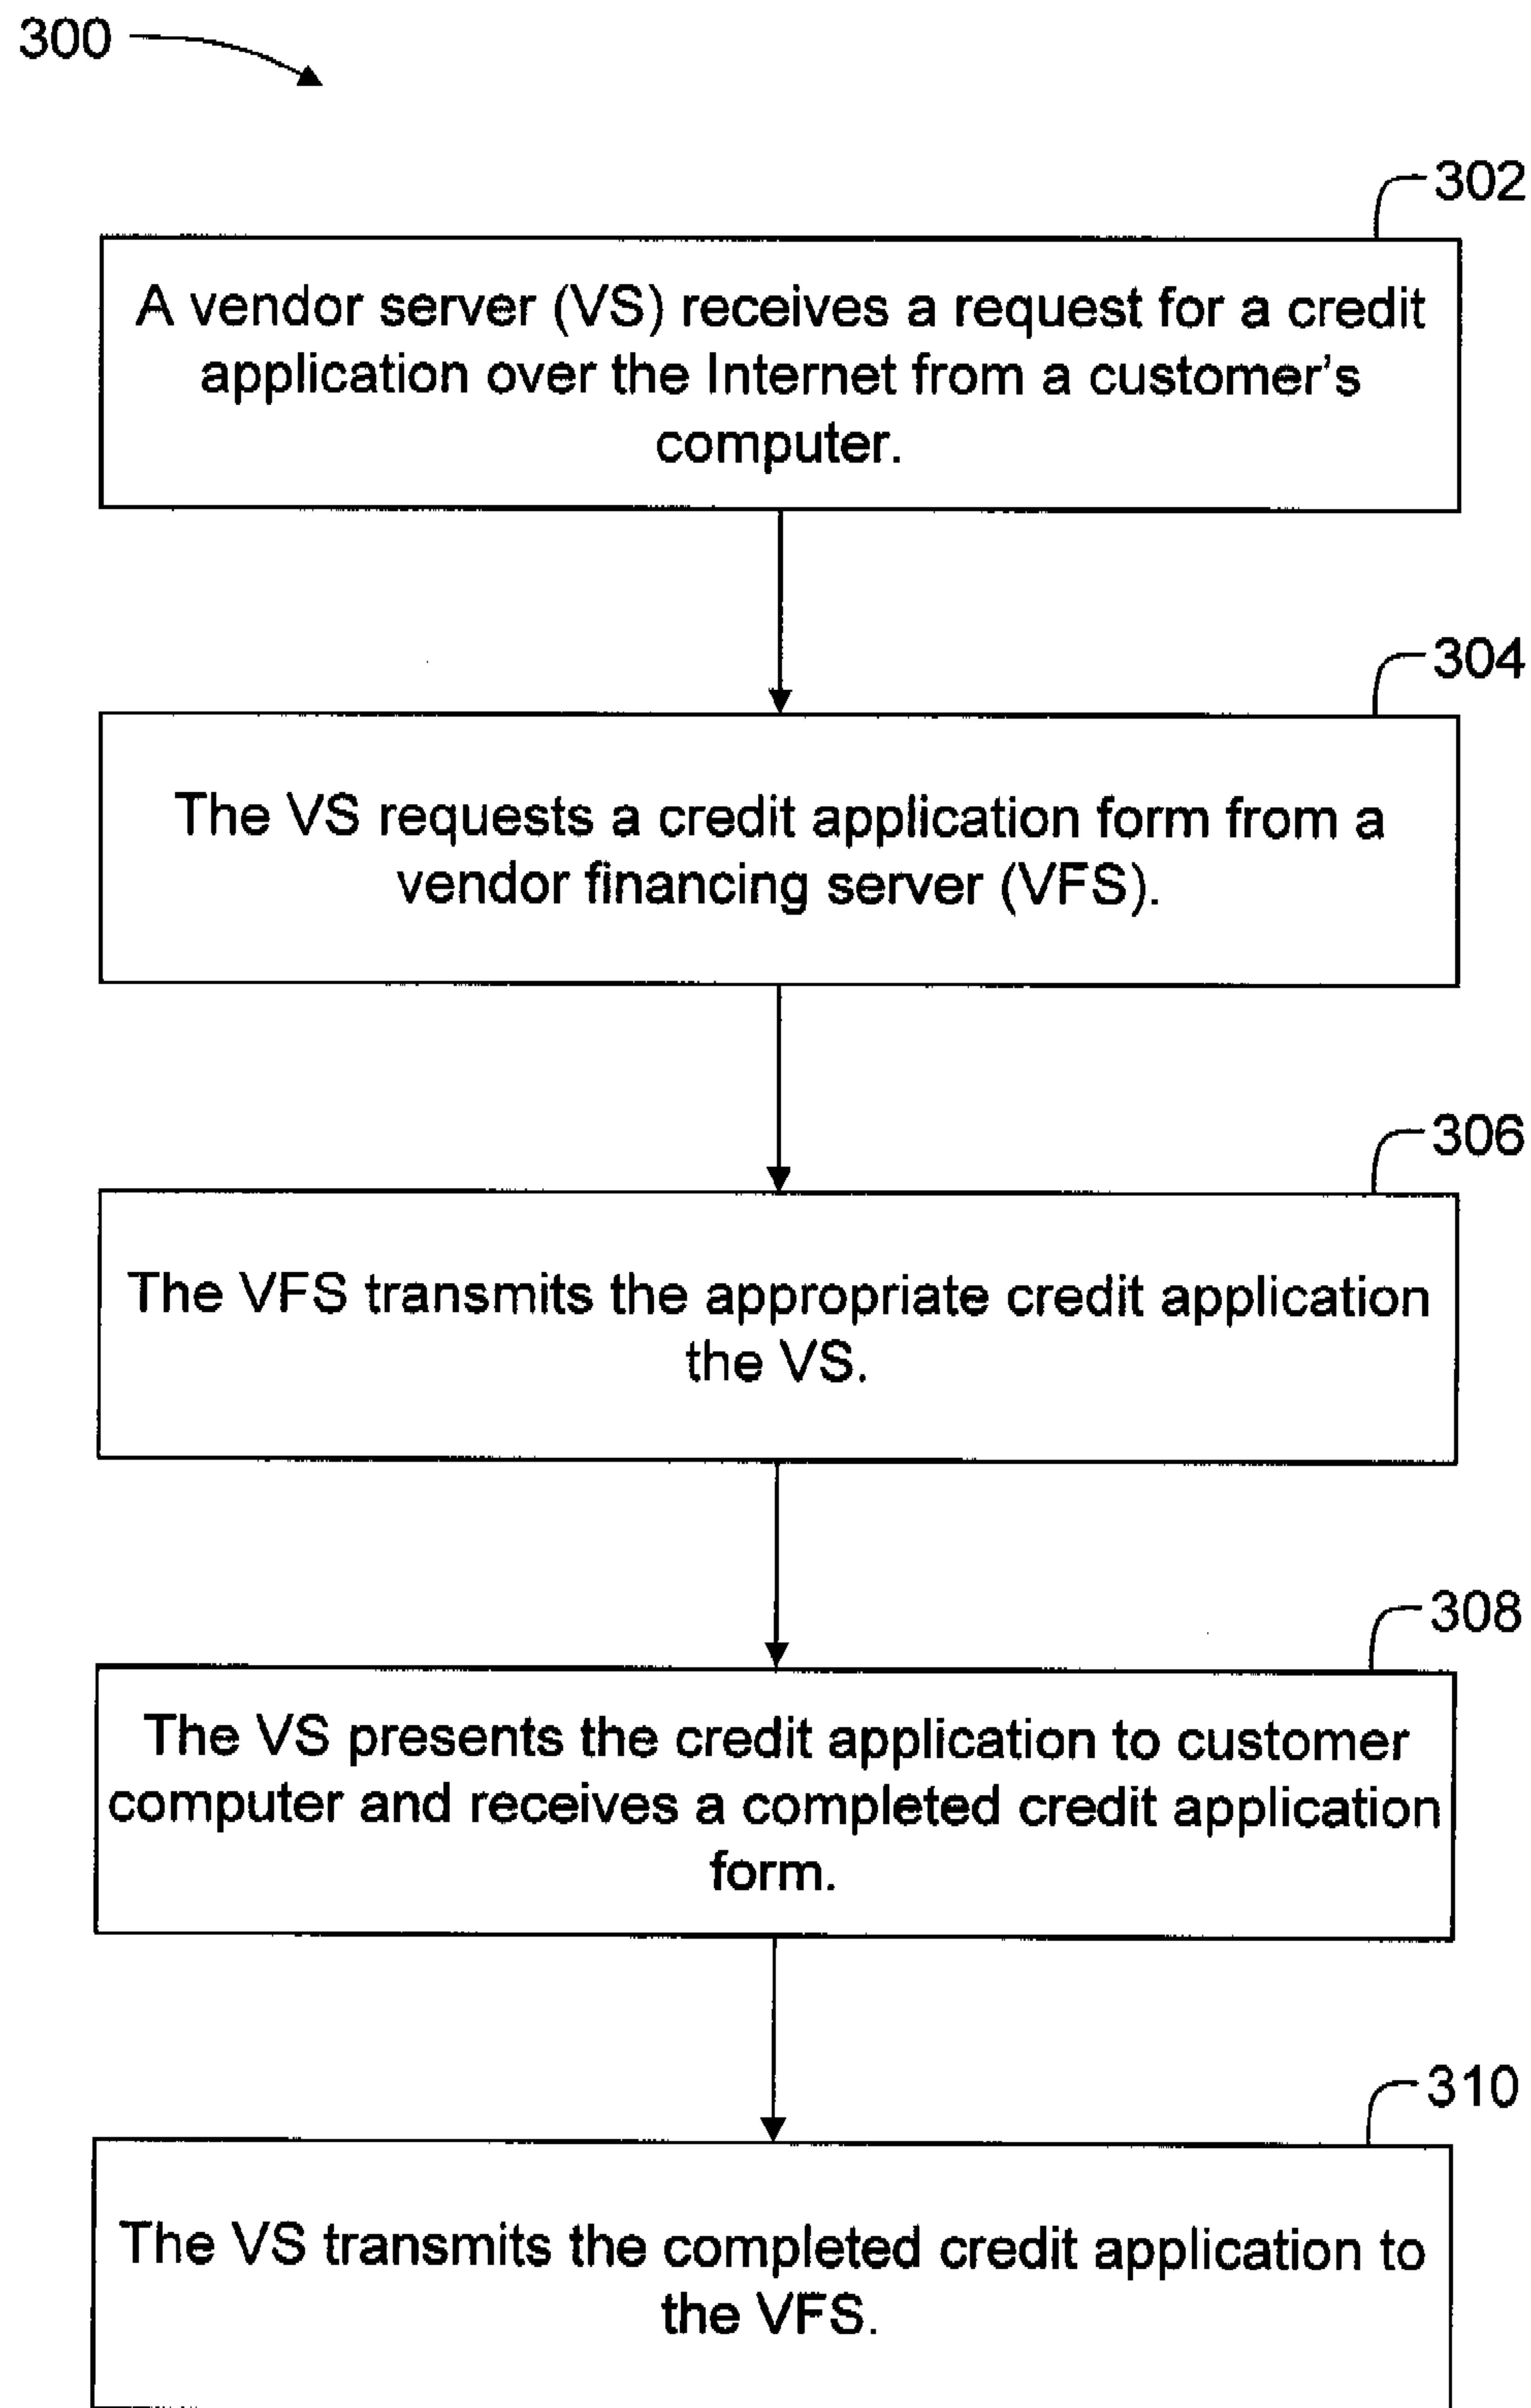 300
302
A vendor server (VS) receives a request for a credit
application over the Internet from a customer's
computer.
304
The VS requests a credit application form from a
vendor financing server (VFS).
306
The VFS transmits the appropriate credit application
the VS.
308
The VS presents the credit application to customer
computer and receives a completed credit application
form.
310
The VS transmits the completed credit application to
the VFS.